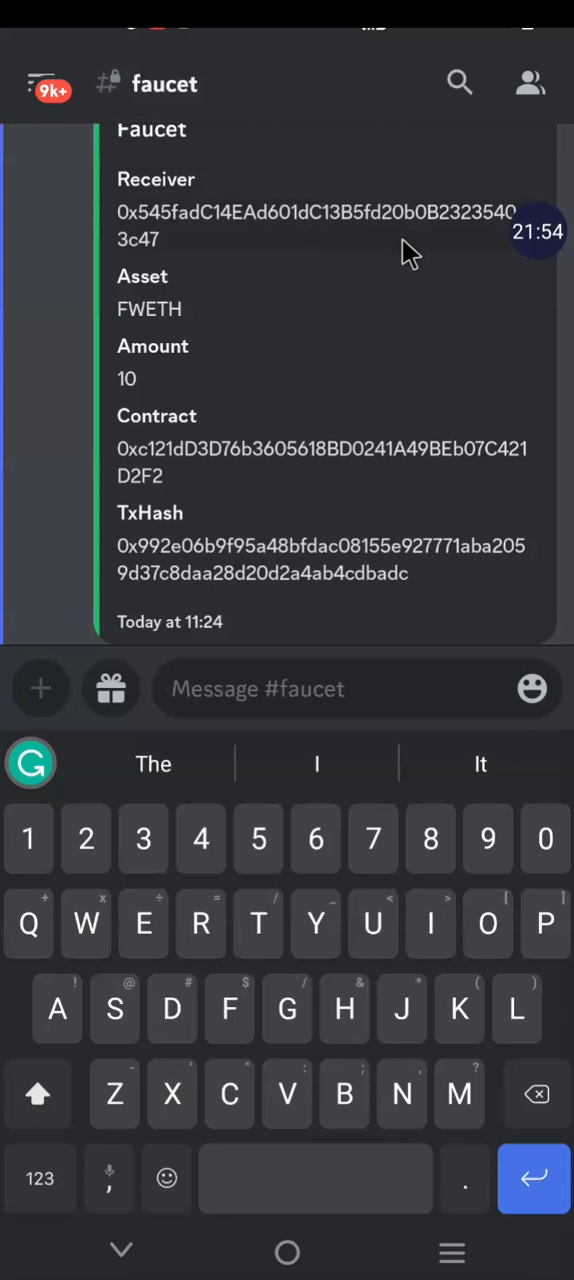 9k+
faucet
Faucet
Receiver
0x545fadC14EAd601dC13B5fd20b0B2323540
3c47
21:54
Asset
FWETH
Amount
10
Contract
0xc121dD3D76b3605618BD0241A49BEb07C421
D2F2
TxHash
0x992e06b9f95a48bfdac08155e927771aba205
9d37c8daa28d20d2a4ab4cdbadc
Today at 11:24
Message #faucet
The I It
1 2 3 4 5 6 7 8 9 0
+ x ÷ = / _ < > [ ]
Q W E R T Y U I O P
! @ # $ / & * ( )
A S D F G H J K L
- ' " : ; , ?
Z X C V B N M
123 , .